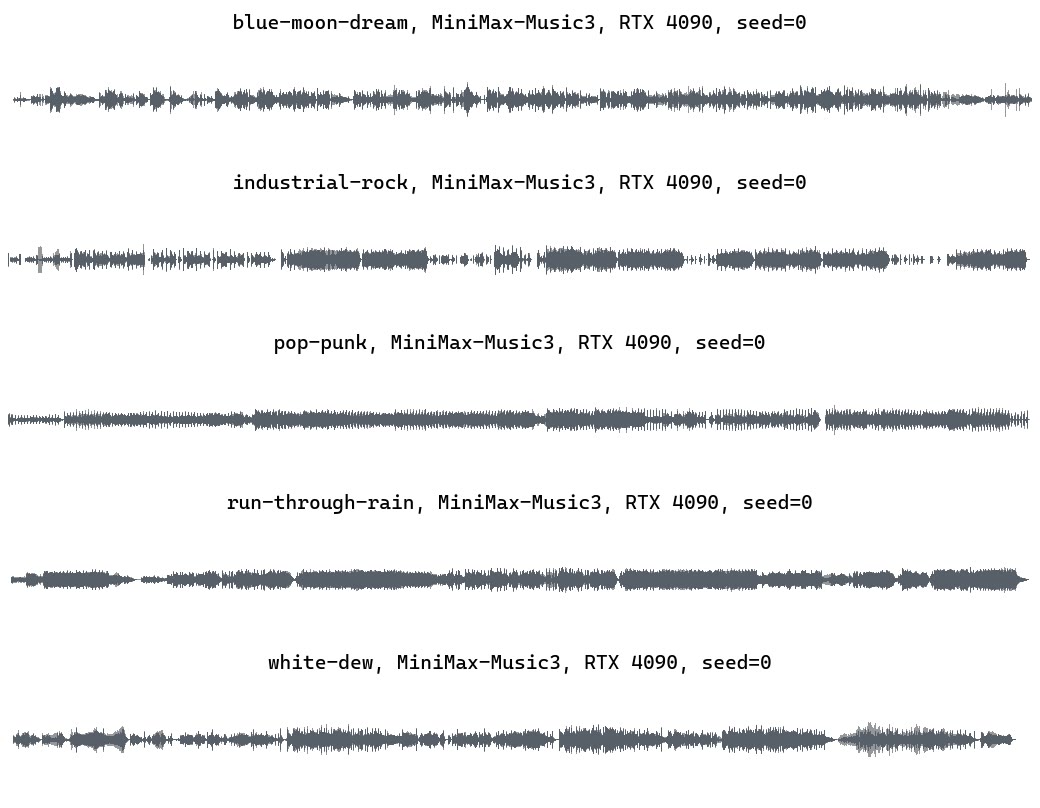 blue-moon-dream, MiniMax-Music3, RTX 4090, seed=0
industrial-rock, MiniMax-Music3, RTX 4090, seed=0
pop-punk, MiniMax-Music3, RTX 4090, seed=0
run-through-rain, MiniMax-Music3, RTX 4090, seed=0
white-dew, MiniMax-Music3, RTX 4090, seed=0